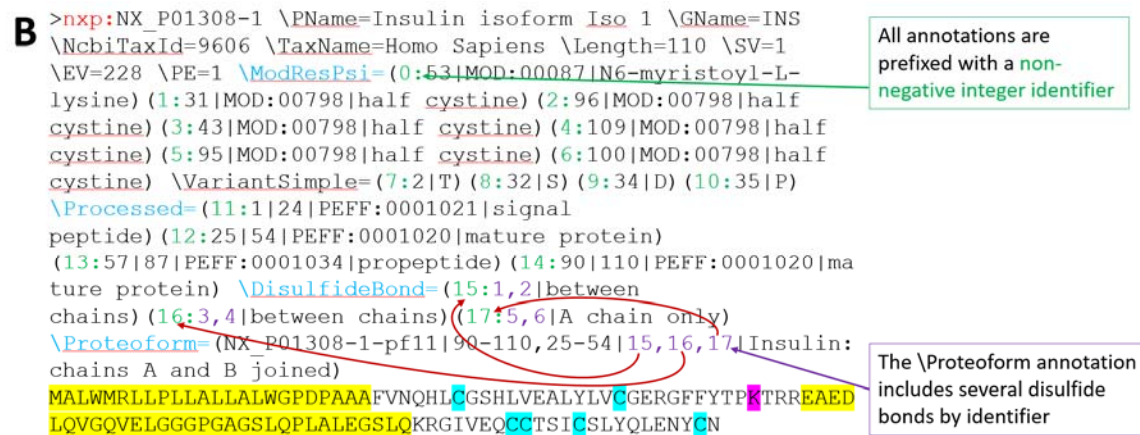 B
>nxp:NX_P01308-1 \PName=Insulin isoform Iso 1 \GName=INS
\NcbiTaxId=9606 \TaxName=Homo Sapiens \Length=110 \SV=1
\EV=228 \PE=1 \ModResPsi=(0:53|MOD:00087|N6-myristoyl-L-
lysine)(1:31|MOD:00798|half cystine)(2:96|MOD:00798|half
cystine)(3:43|MOD:00798|half cystine)(4:109|MOD:00798|half
cystine)(5:95|MOD:00798|half cystine)(6:100|MOD:00798|half
cystine) \VariantSimple=(7:2|T)(8:32|S)(9:34|D)(10:35|P)
\Processed=(11:1|24|PEFF:0001021|signal
peptide)(12:25|54|PEFF:0001020|mature protein)
(13:57|87|PEFF:0001034|propeptide)(14:90|110|PEFF:0001020|ma
ture protein) \DisulfideBond=(15:1,2|between
chains)(16:3,4|between chains)(17:5,6|A chain only)
\Proteoform=(NX_P01308-1-pf11|90-110,25-54|15,16,17|Insulin:
chains A and B joined)
MALWMRLLPLLALLALWGPDPAAAFVNQHLCGSHLVEALYLVCGERGFFYTPKTRREAED
LQVGQVELGGGPGAGSLQPLALEGSLQKRGIVEQCCTSICSLYQLENYCN
All annotations are
prefixed with a non-
negative integer identifier
The \Proteoform annotation
includes several disulfide
bonds by identifier